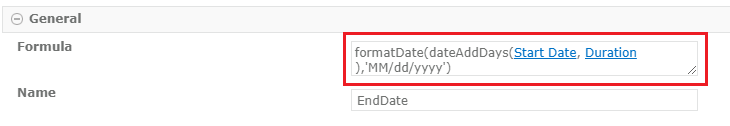 General
Formula
formatDate(dateAddDays(Start Date, Duration
),'MM/dd/yyyy')
Name
EndDate